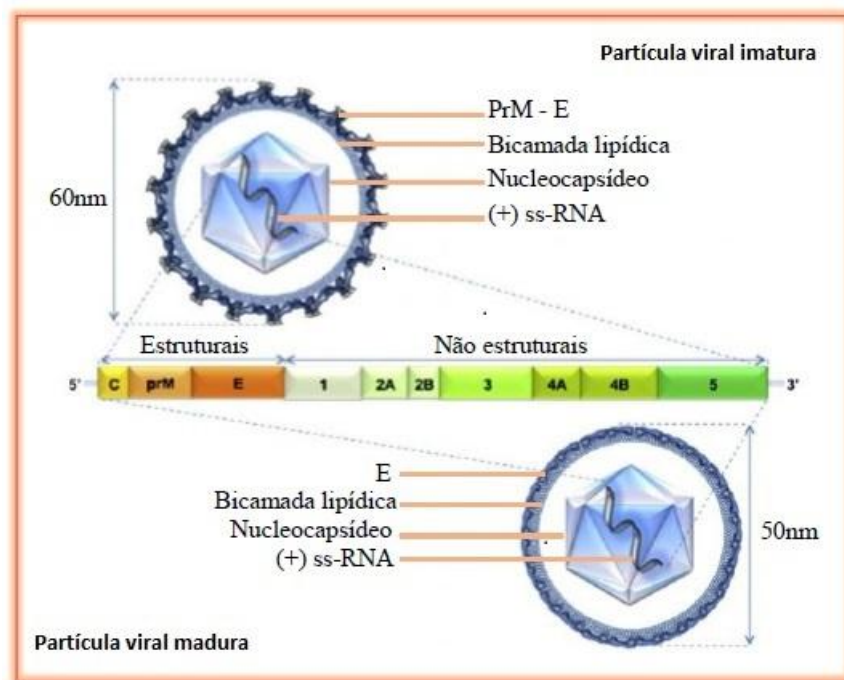 Partícula viral imatura
PrM - E
Bicamada lipídica
60nm
Nucleocapsídeo
(+) ss-RNA
Estruturais
Não estruturais
5' C prM E 1 2A 2B 3 4A 4B 5 3'
E
Bicamada lipídica
Nucleocapsídeo
50nm
(+) ss-RNA
Partícula viral madura